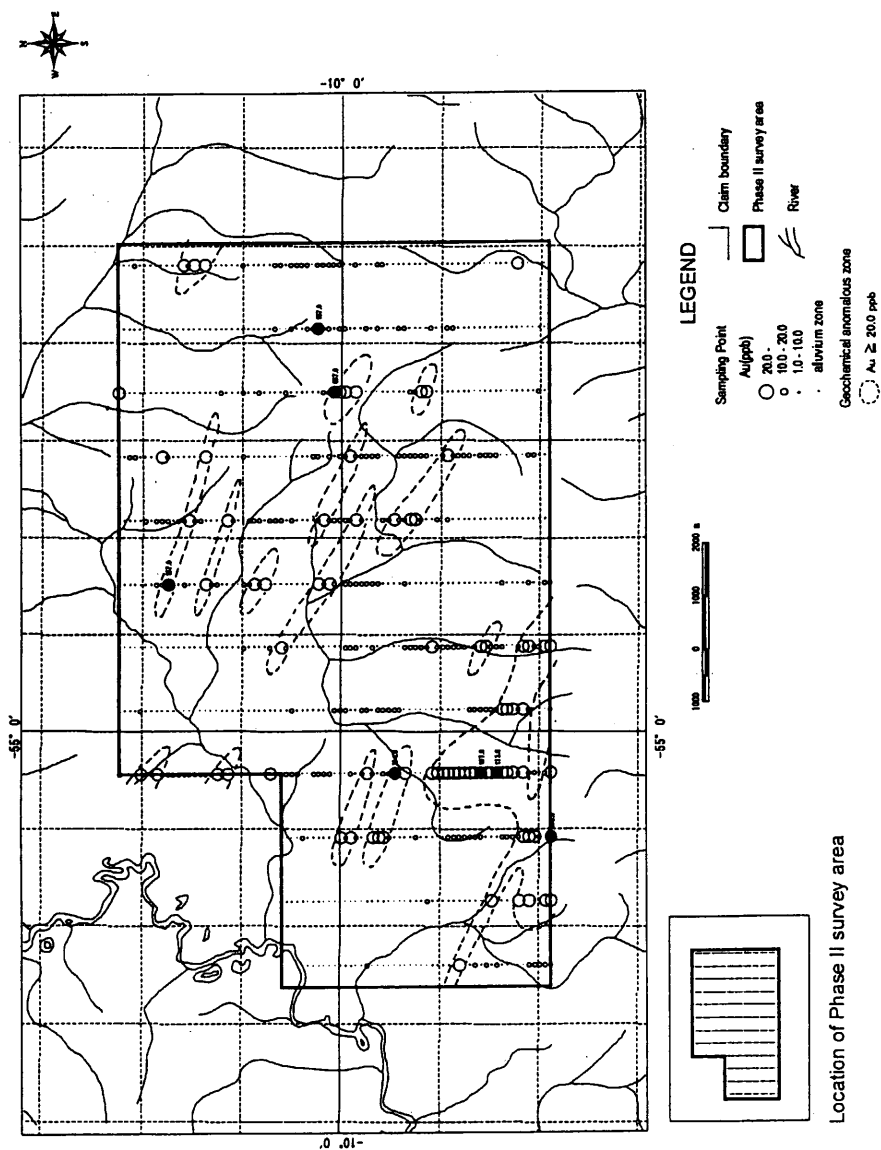 N
E
W
S
-10° 0'
-55° 0'
-55° 0'
-10° 0'
LEGEND
Sampling Point
Au(ppb)
20.0 -
10.0 - 20.0
1.0 - 10.0
aluvium zone
Geochemical anomalous zone
Au ≧ 20.0 ppb
Claim boundary
Phase II survey area
River
1000 0 1000 2000 m
Location of Phase II survey area